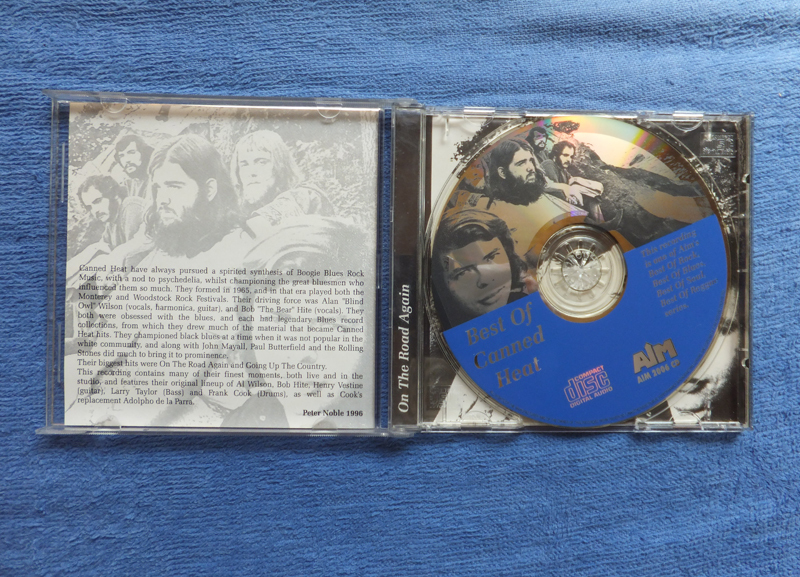 Canned Heat have always pursued a spirited synthesis of Boogie Blues Rock
Music, with a nod to psychedelia, whilst championing the great bluesmen who
influenced them so much. They formed in 1965, and in that era played both the
Monterey and Woodstock Rock Festivals. Their driving force was Alan "Blind
Owl" Wilson (vocals, harmonica, guitar), and Bob "The Bear" Hite (vocals). They
both were obsessed with the blues, and each had legendary Blues record
collections, from which they drew much of the material that became Canned
Heat hits. They championed black blues at a time when it was not popular in the
white community, and along with John Mayall, Paul Butterfield and the Rolling
Stones did much to bring it to prominence.
Their biggest hits were On The Road Again and Going Up The Country.
This recording contains many of their finest moments, both live and in the
studio, and features their original lineup of Al Wilson, Bob Hite, Henry Vestine
(guitar), Larry Taylor (Bass) and Frank Cook (Drums), as well as Cook's
replacement Adolpho de la Parra.
Peter Noble 1996
On The Road Again
Best Of
Canned
Heat
This recording
is one of Aim's
Best Of Rock,
Best Of Blues,
Best Of Soul,
Best Of Reggae
series
COMPACT
disc
DIGITAL AUDIO
AIM
AIM 2004 CD